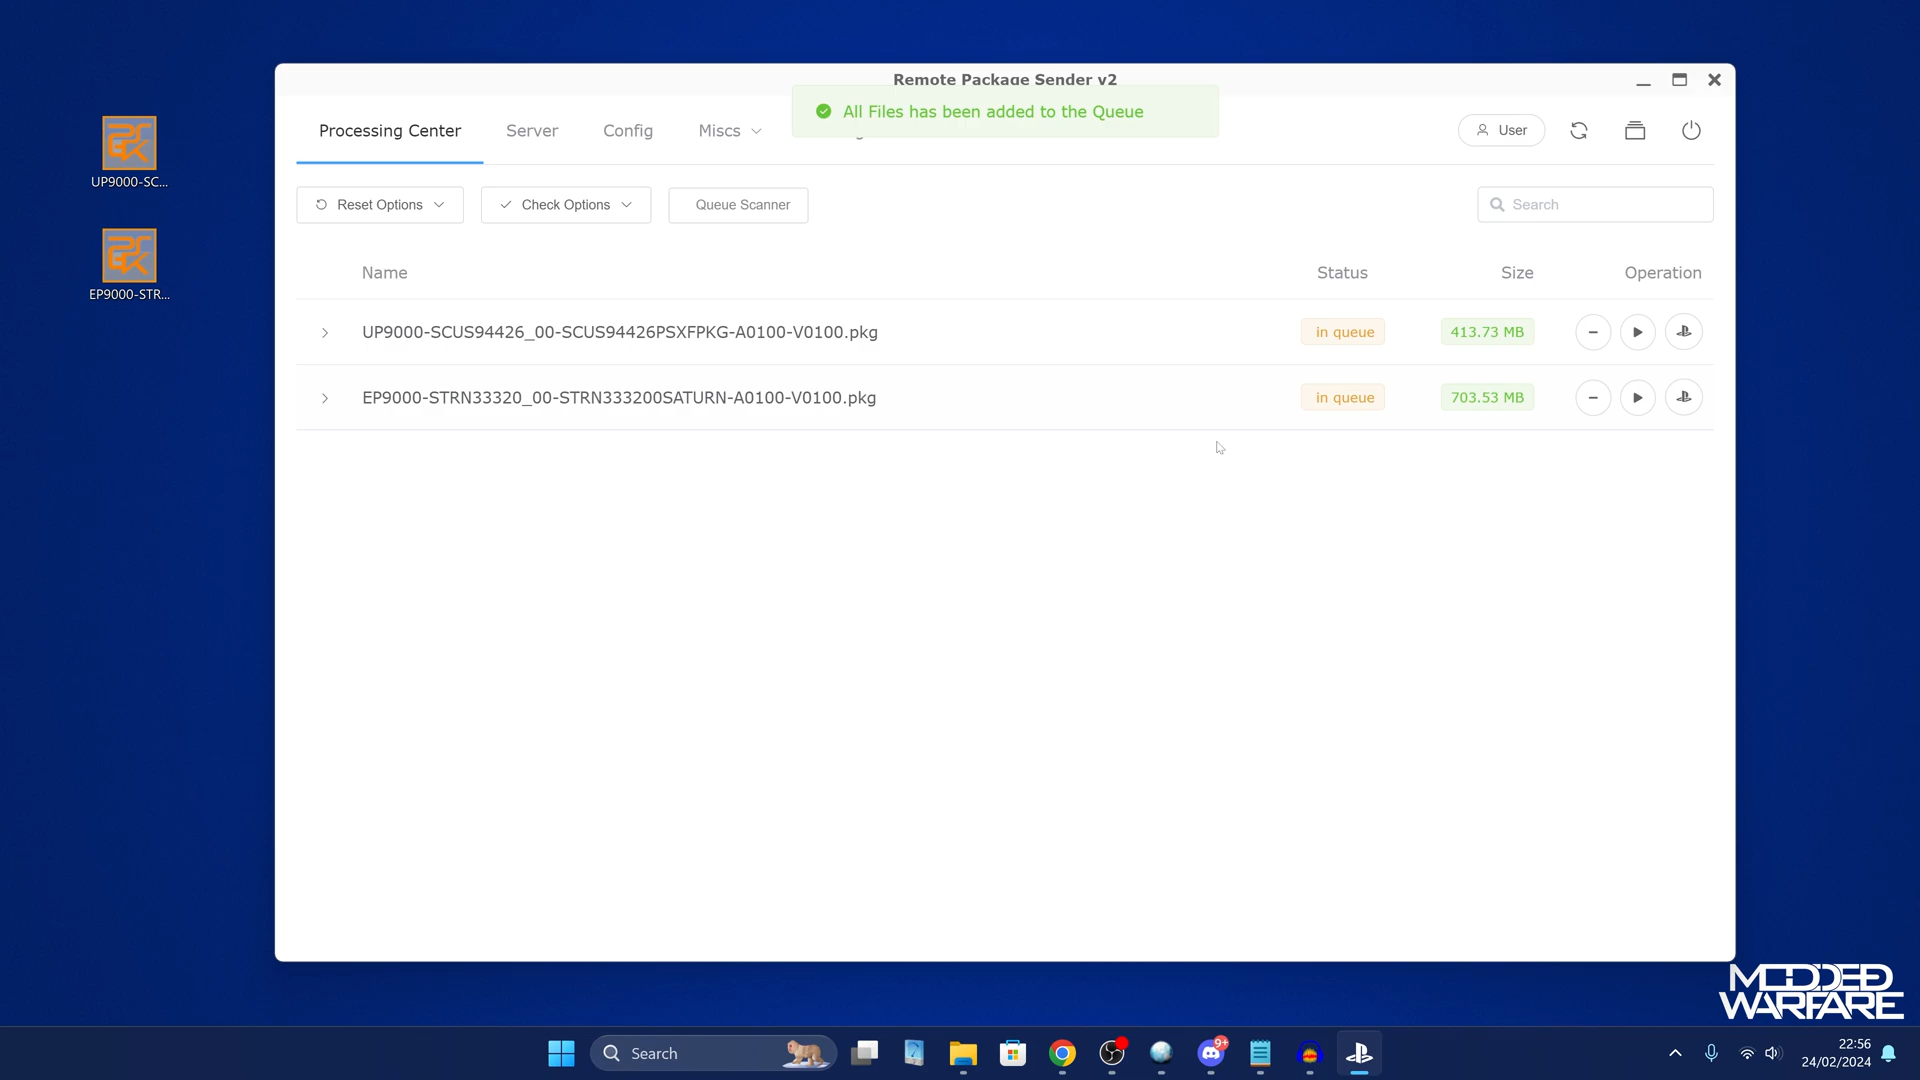 Remote Package Sender v2
All Files has been added to the Queue
Processing Center
Server
Config
Miscs
User
Reset Options
Check Options
Queue Scanner
Search
Name
Status
Size
Operation
UP9000-SCUS94426_00-SCUS94426PSXFPKG-A0100-V0100.pkg
in queue
413.73 MB
EP9000-STRN33320_00-STRN333200SATURN-A0100-V0100.pkg
in queue
703.53 MB
UP9000-SC...
EP9000-STR...
MODDED
WARFARE
Search
9+
22:56
24/02/2024